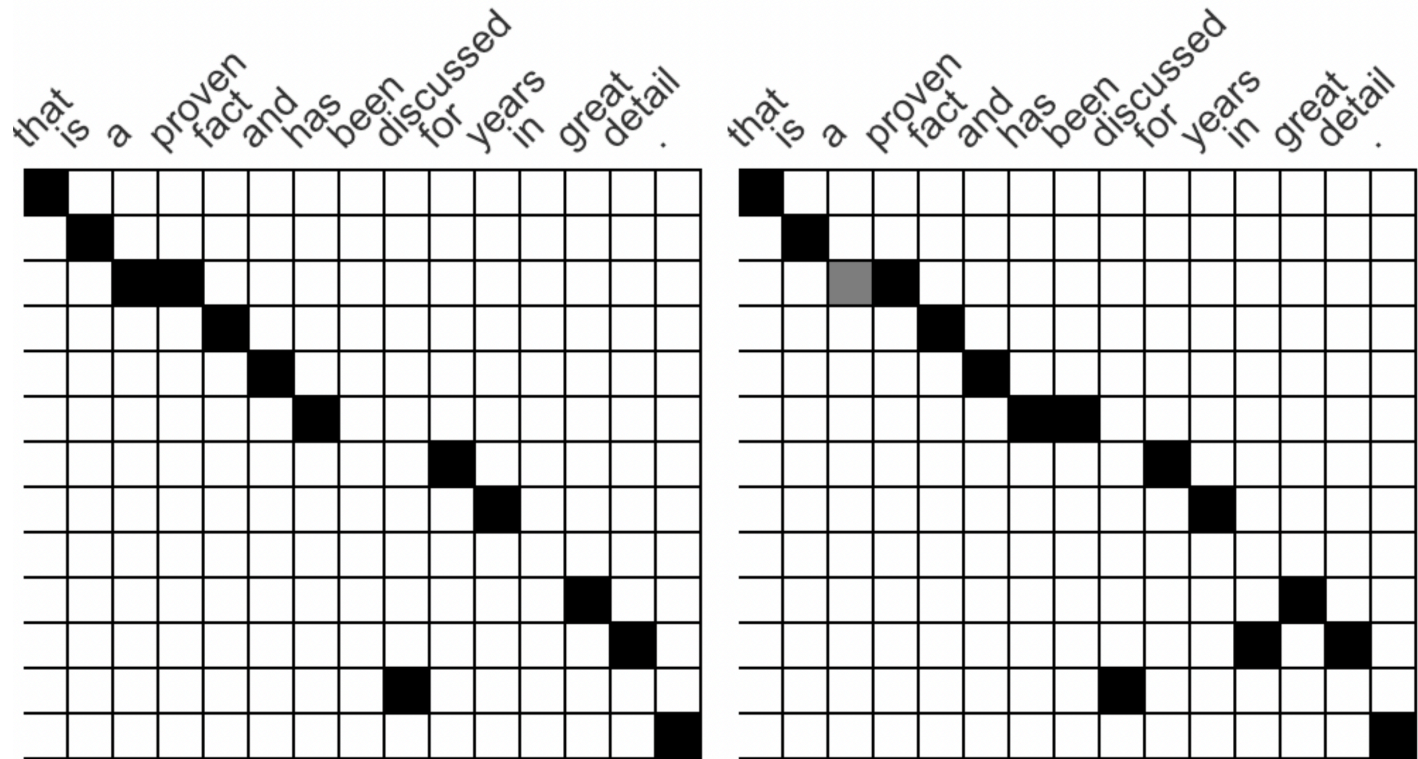 that is a proven fact and has been discussed for years in great detail .
that is a proven fact and has been discussed for years in great detail .